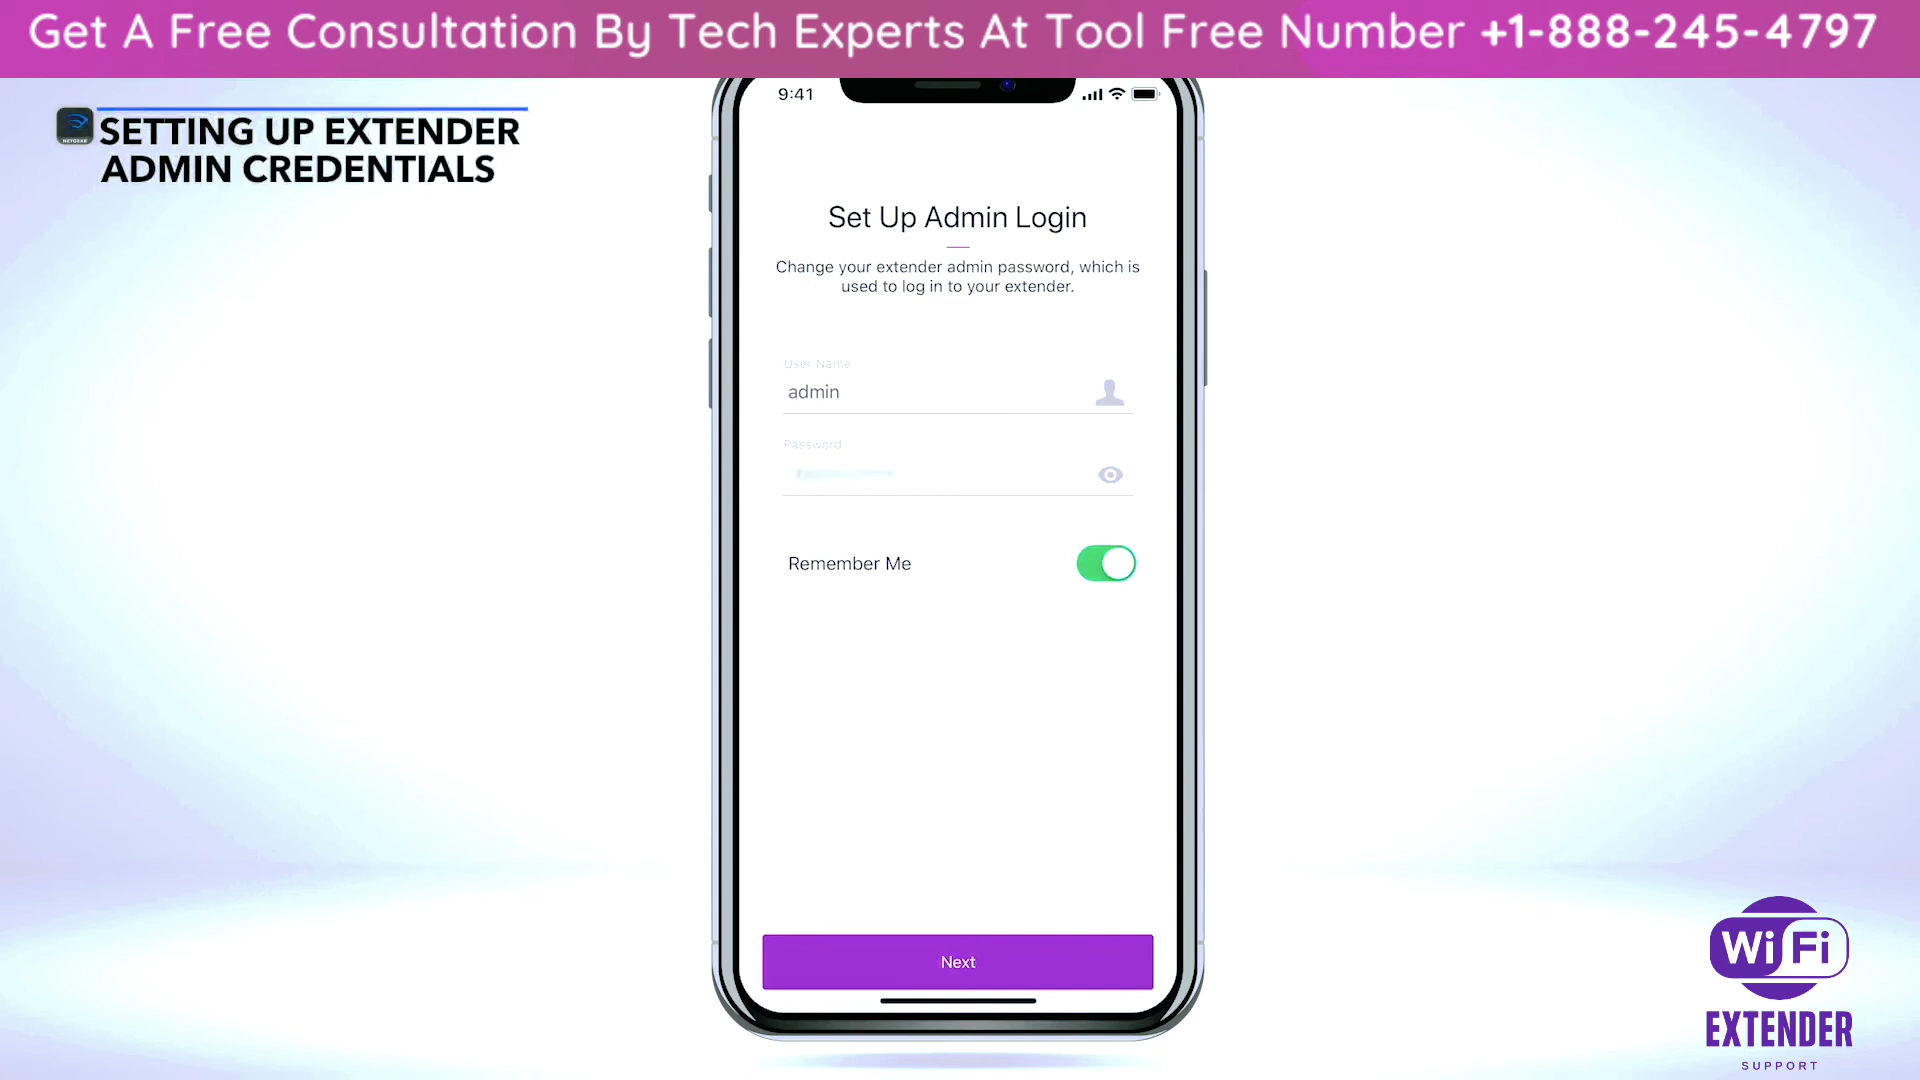 Get A Free Consultation By Tech Experts At Tool Free Number +1-888-245-4797
9:41
NETGEAR
SETTING UP EXTENDER
ADMIN CREDENTIALS
Set Up Admin Login
Change your extender admin password, which is
used to log in to your extender.
User Name
admin
Password
Remember Me
Next
WiFi
EXTENDER
SUPPORT